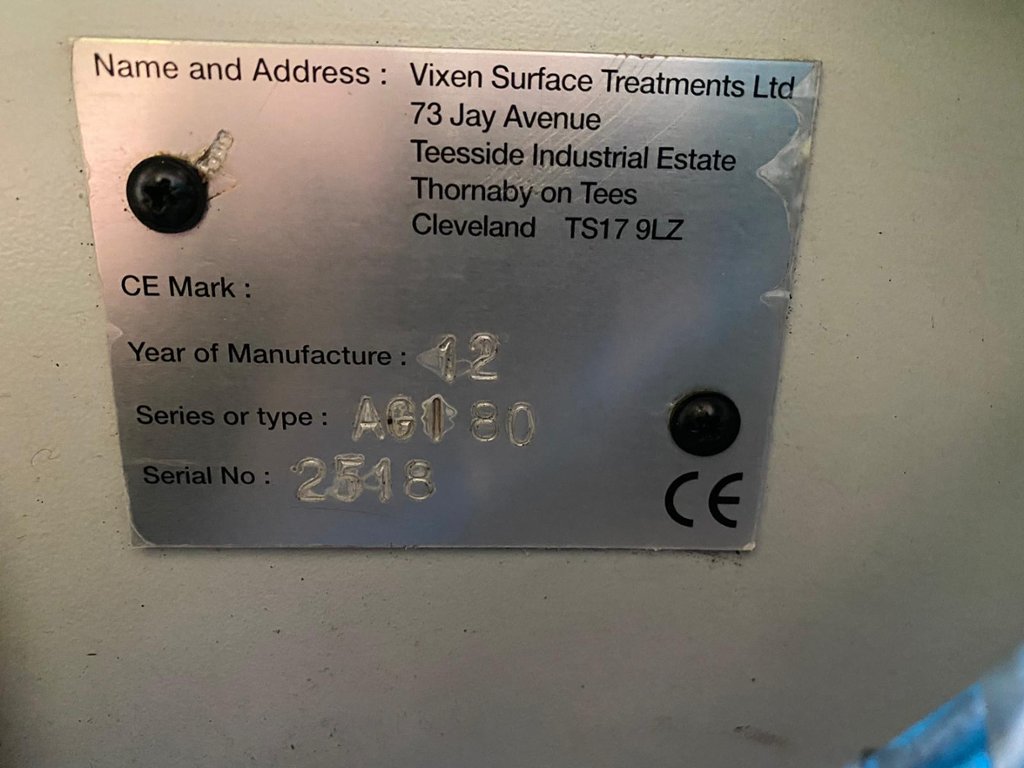 Name and Address : Vixen Surface Treatments Ltd
73 Jay Avenue
Teesside Industrial Estate
Thornaby on Tees
Cleveland TS17 9LZ
CE Mark :
Year of Manufacture : 12
Series or type : AG1 80
Serial No : 2518
CE